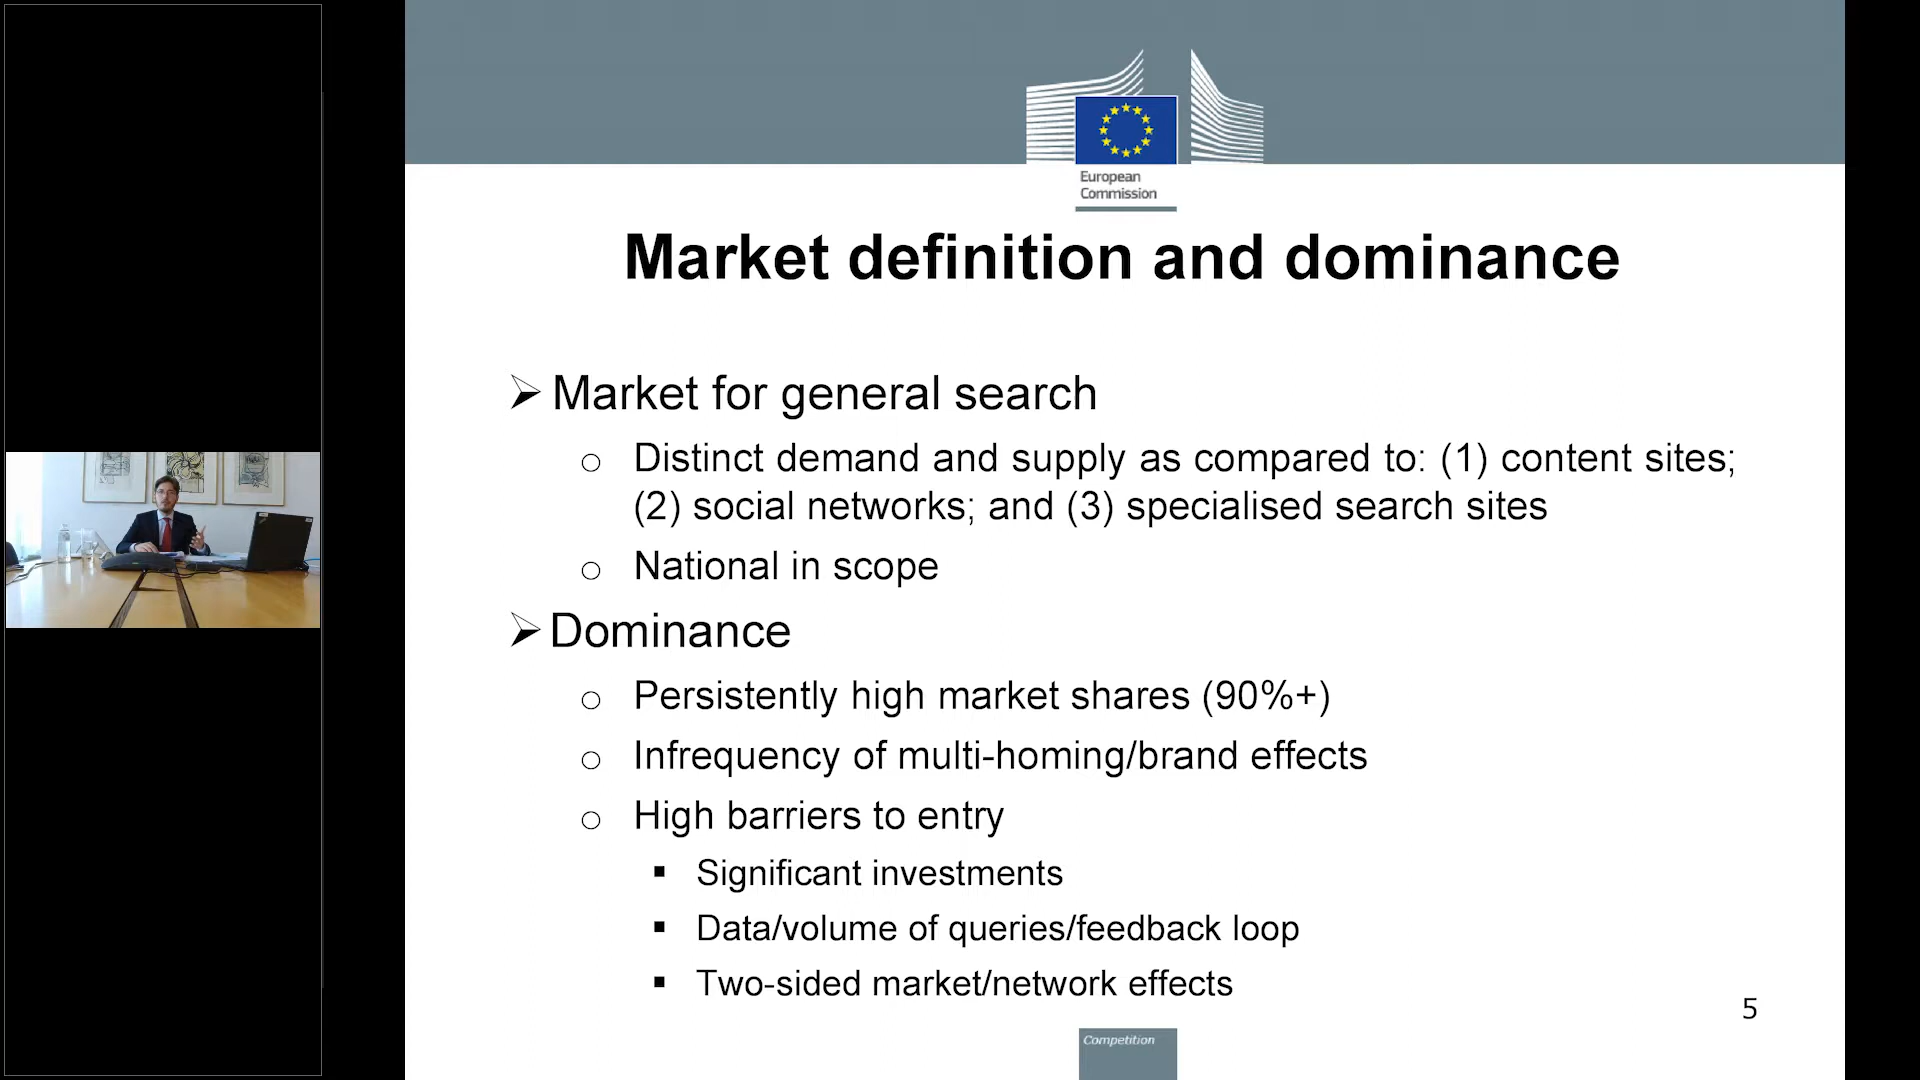 European
Commission
Market definition and dominance
➢ Market for general search
o Distinct demand and supply as compared to: (1) content sites;
(2) social networks; and (3) specialised search sites
o National in scope
➢ Dominance
o Persistently high market shares (90%+)
o Infrequency of multi-homing/brand effects
o High barriers to entry
▪ Significant investments
▪ Data/volume of queries/feedback loop
▪ Two-sided market/network effects
5
Competition